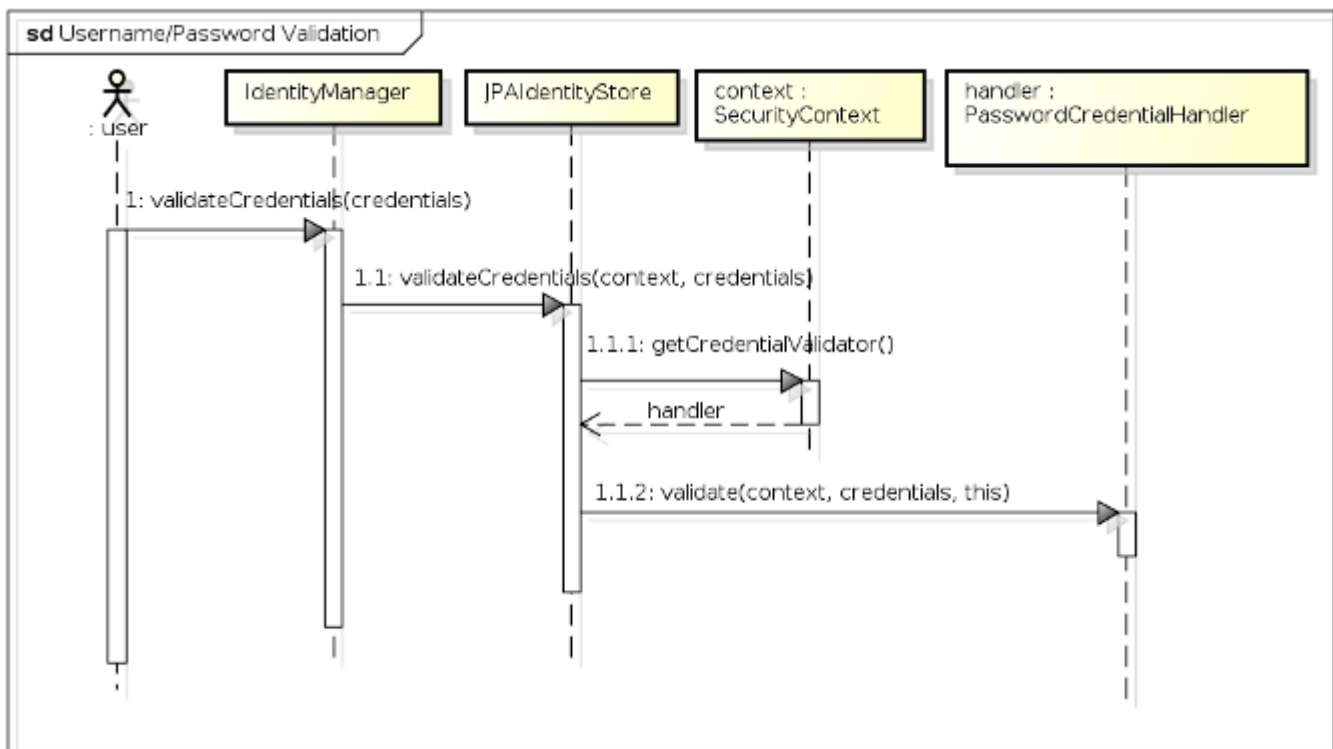 sd Username/Password Validation
: user
IdentityManager
JPAIdentityStore
context :
SecurityContext
handler :
PasswordCredentialHandler
1: validateCredentials(credentials)
1.1: validateCredentials(context, credentials)
1.1.1: getCredentialValidator()
handler
1.1.2: validate(context, credentials, this)